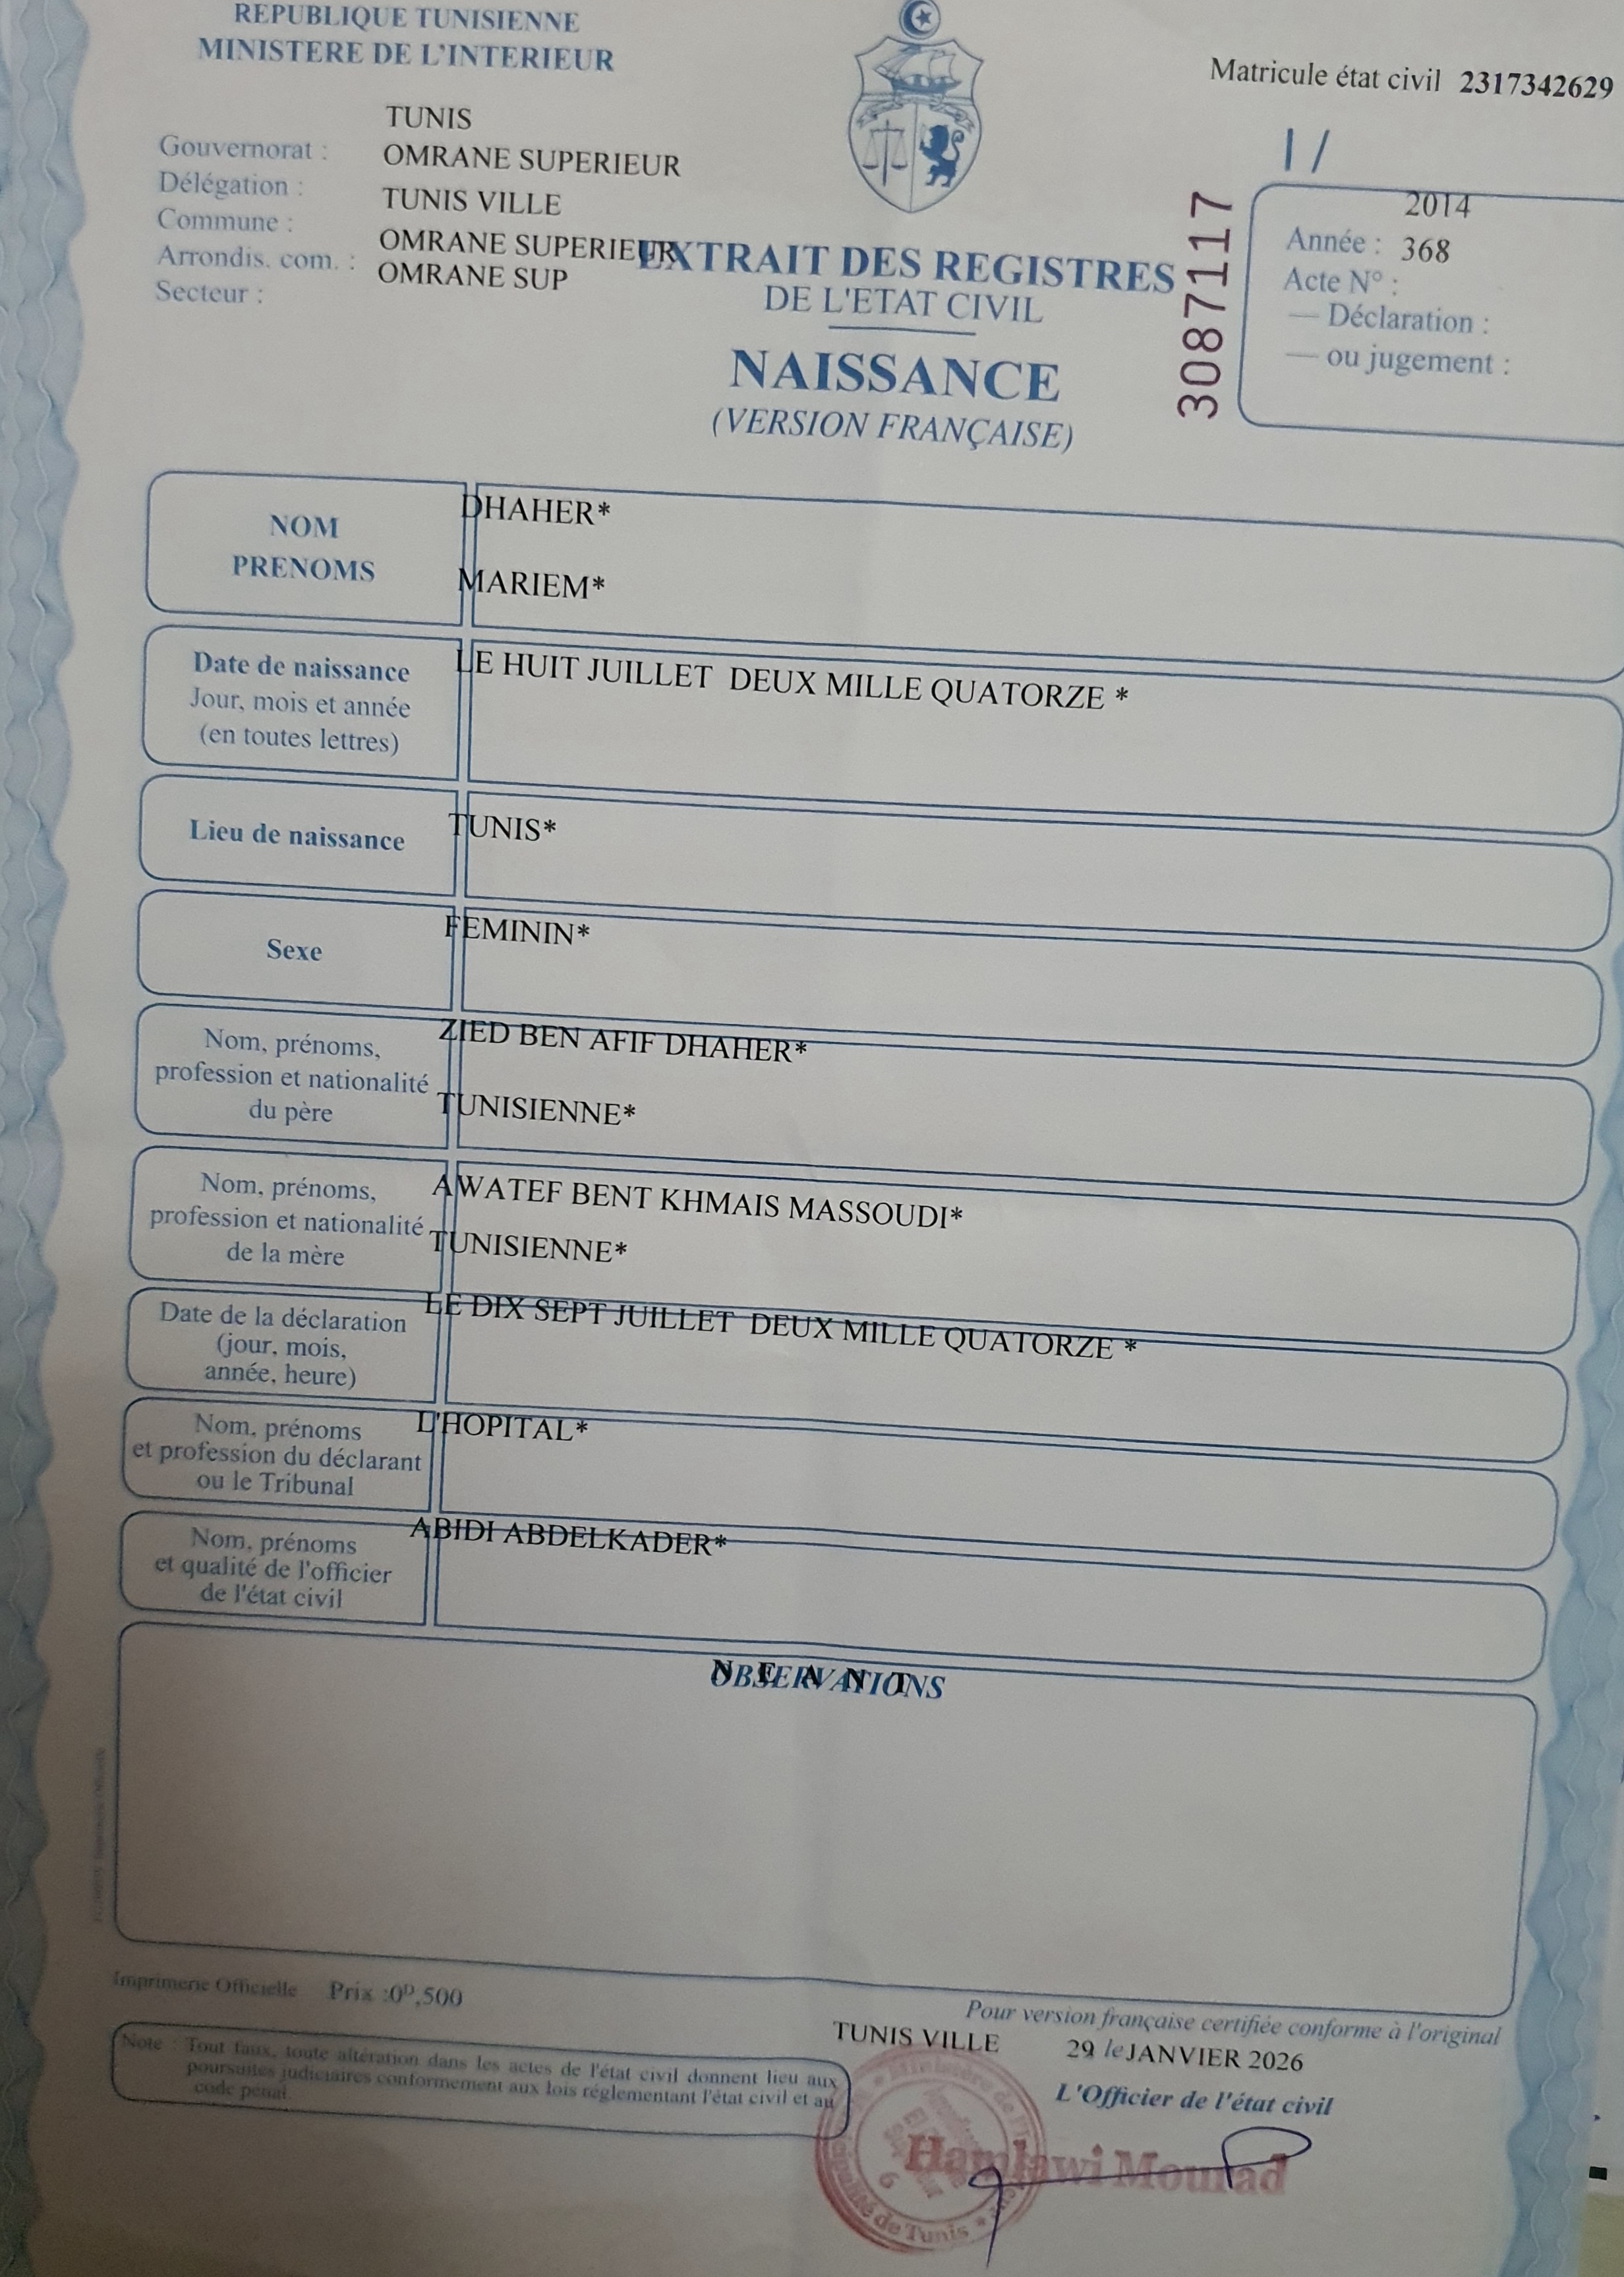 REPUBLIQUE TUNISIENNE
MINISTERE DE L'INTERIEUR
Matricule état civil 2317342629
1/
TUNIS
Gouvernorat : OMRANE SUPERIEUR
Délégation : TUNIS VILLE
Commune : OMRANE SUPERIEUR
Arrondis. com. : OMRANE SUP
Secteur :
EXTRAIT DES REGISTRES
DE L'ETAT CIVIL
NAISSANCE
(VERSION FRANÇAISE)
3087117
2014
Année : 368
Acte N° :
— Déclaration :
— ou jugement :
NOM DHAHER*
PRENOMS MARIEM*
Date de naissance LE HUIT JUILLET DEUX MILLE QUATORZE *
Jour, mois et année
(en toutes lettres)
Lieu de naissance TUNIS*
Sexe FEMININ*
Nom, prénoms, ZIED BEN AFIF DHAHER*
profession et nationalité TUNISIENNE*
du père
Nom, prénoms, AWATEF BENT KHMAIS MASSOUDI*
profession et nationalité TUNISIENNE*
de la mère
Date de la déclaration LE DIX SEPT JUILLET DEUX MILLE QUATORZE *
(jour, mois,
année, heure)
Nom, prénoms L'HOPITAL*
et profession du déclarant
ou le Tribunal
Nom, prénoms ABIDI ABDELKADER*
et qualité de l'officier
de l'état civil
OBSERVATIONS
N E A N T
Imprimerie Officielle Prix :0ᴰ,500
Note : Tout faux, toute altération dans les actes de l'état civil donnent lieu aux
poursuites judiciaires conformement aux lois réglementant l'état civil et au
code pénal.
Pour version française certifiée conforme à l'original
TUNIS VILLE 29 le JANVIER 2026
L'Officier de l'état civil
Hamlawi Mourad
Ministère de
de Tunis
6